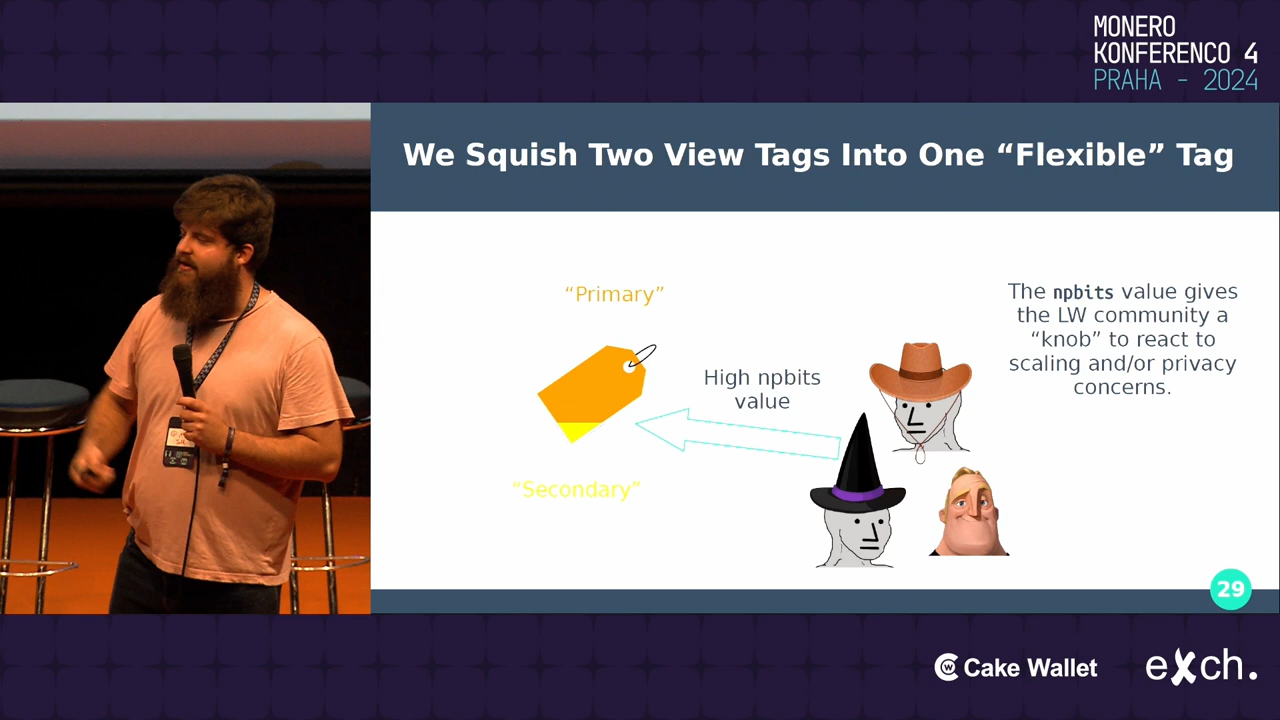 MONERO
KONFERENCO 4
PRAHA - 2024
We Squish Two View Tags Into One “Flexible” Tag
“Primary”
High npbits
value
“Secondary”
The npbits value gives
the LW community a
“knob” to react to
scaling and/or privacy
concerns.
29
Cake Wallet
eXch.